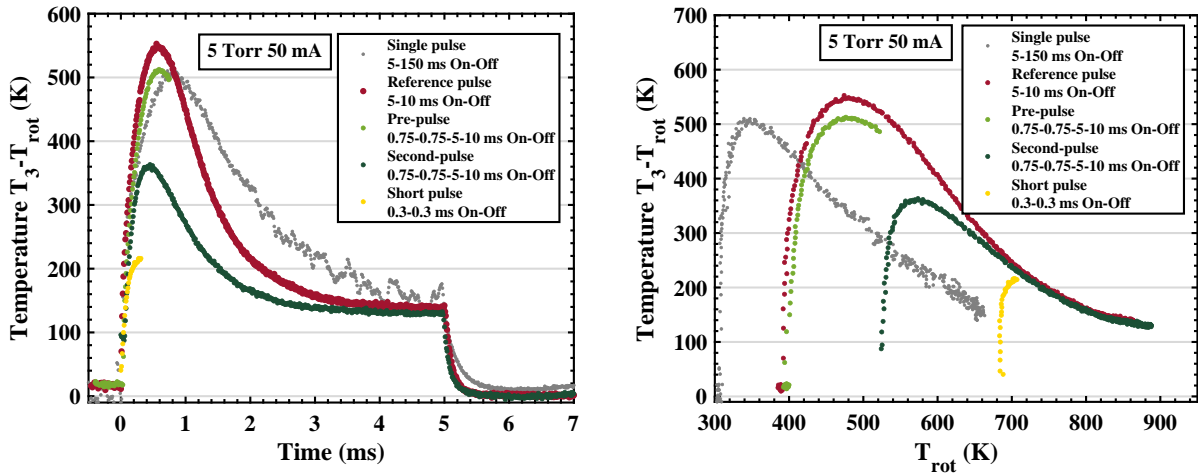 5 Torr 50 mA
Single pulse
5-150 ms On-Off
Reference pulse
5-10 ms On-Off
Pre-pulse
0.75-0.75-5-10 ms On-Off
Second-pulse
0.75-0.75-5-10 ms On-Off
Short pulse
0.3-0.3 ms On-Off
Temperature T3-Trot (K)
600
500
400
300
200
100
0
0 1 2 3 4 5 6 7
Time (ms)
5 Torr 50 mA
Single pulse
5-150 ms On-Off
Reference pulse
5-10 ms On-Off
Pre-pulse
0.75-0.75-5-10 ms On-Off
Second-pulse
0.75-0.75-5-10 ms On-Off
Short pulse
0.3-0.3 ms On-Off
Temperature T3-Trot (K)
700
600
500
400
300
200
100
0
300 400 500 600 700 800 900
Trot (K)